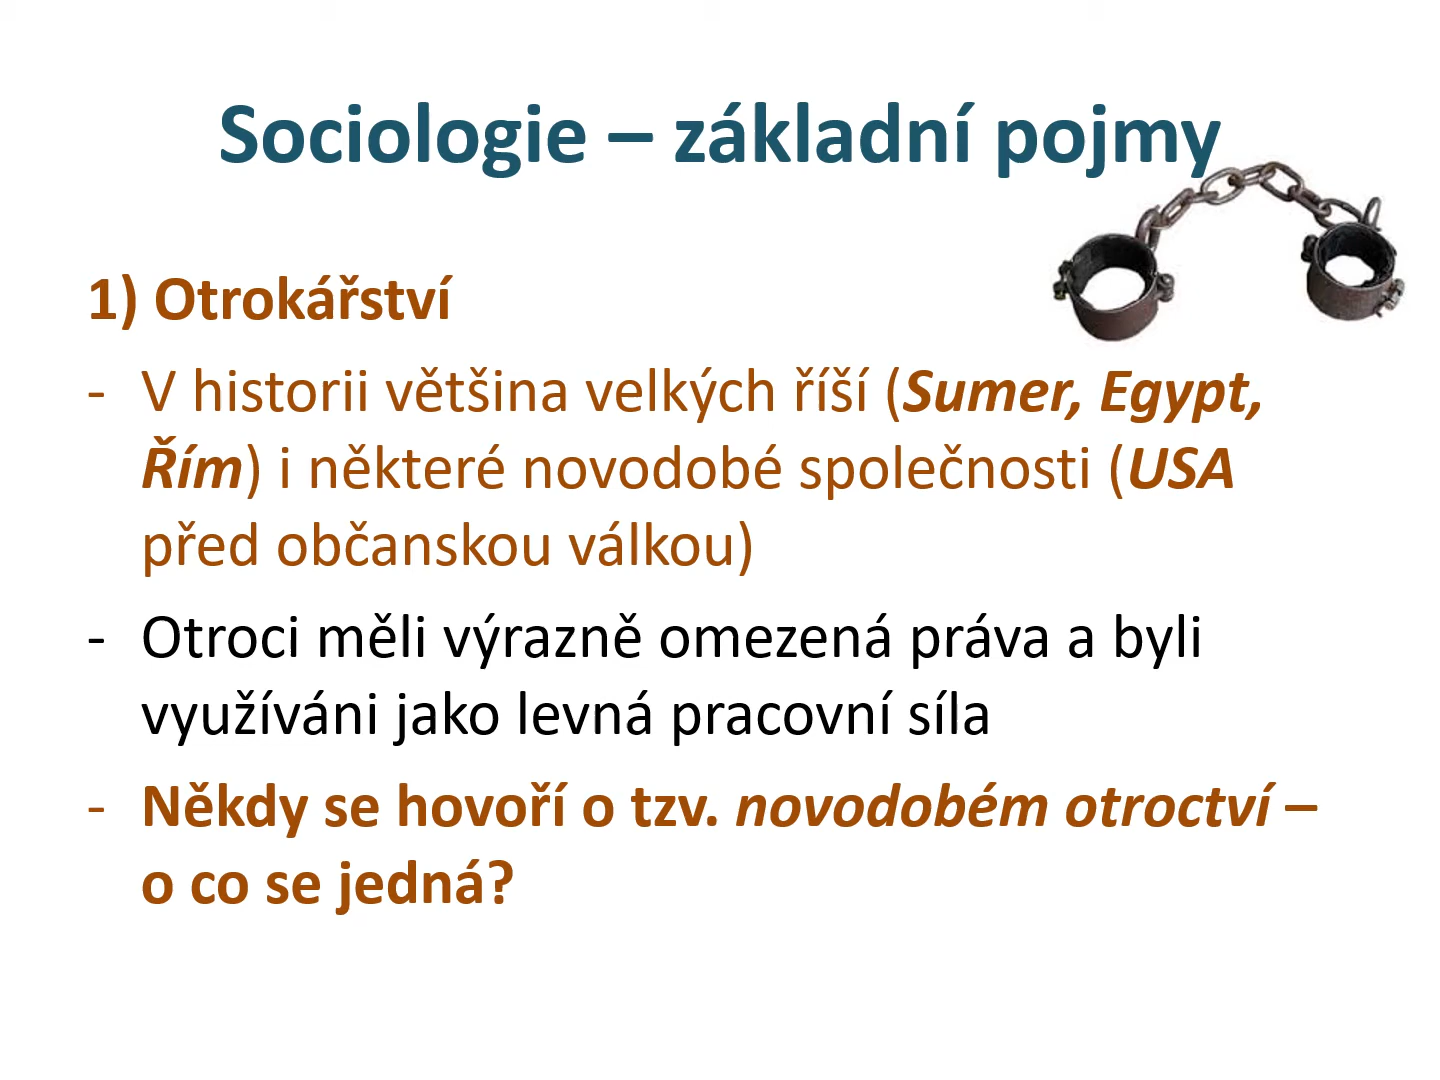 Sociologie – základní pojmy
1) Otrokářství
- V historii většina velkých říší (Sumer, Egypt,
Řím) i některé novodobé společnosti (USA
před občanskou válkou)
- Otroci měli výrazně omezená práva a byli
využíváni jako levná pracovní síla
- Někdy se hovoří o tzv. novodobém otroctví –
o co se jedná?